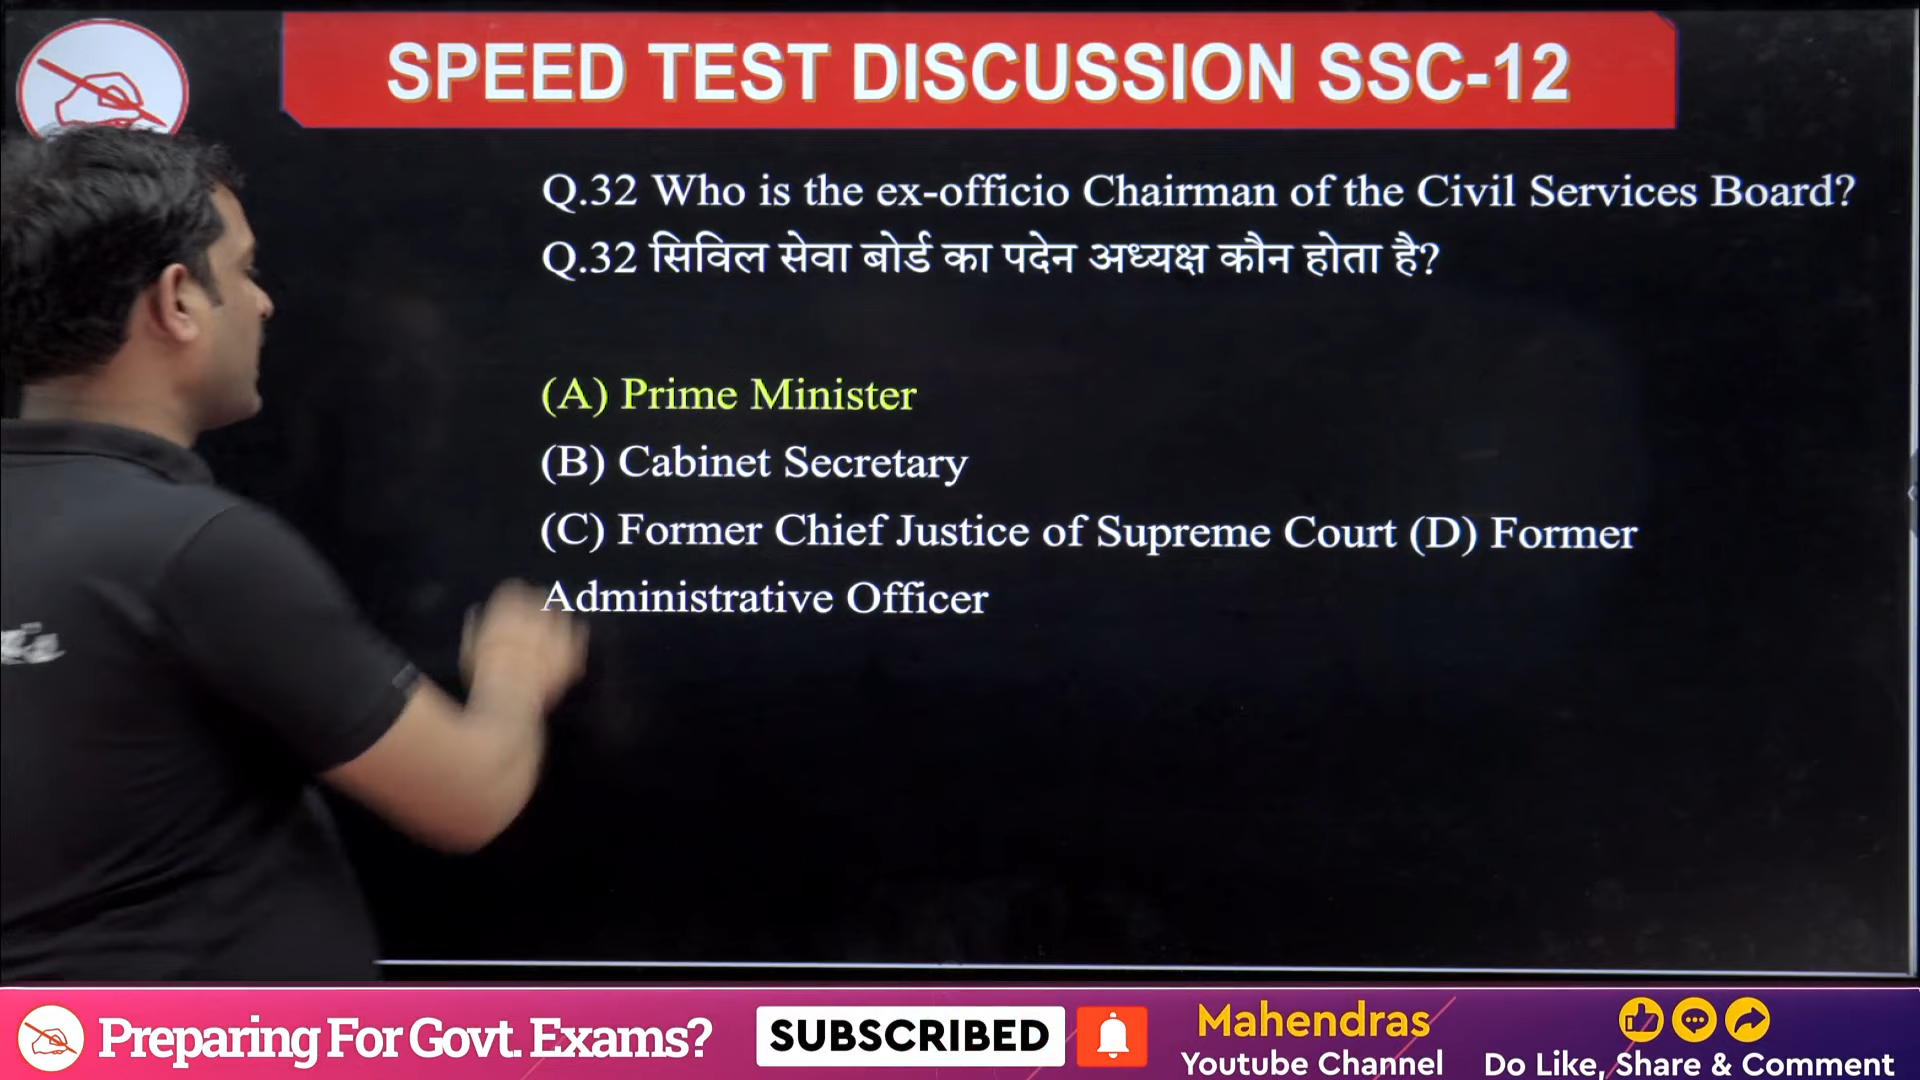 SPEED TEST DISCUSSION SSC-12
Q.32 Who is the ex-officio Chairman of the Civil Services Board?
Q.32 सिविल सेवा बोर्ड का पदेन अध्यक्ष कौन होता है?
(A) Prime Minister
(B) Cabinet Secretary
(C) Former Chief Justice of Supreme Court (D) Former
Administrative Officer
Preparing For Govt. Exams?
SUBSCRIBED
Mahendras
Youtube Channel
Do Like, Share & Comment